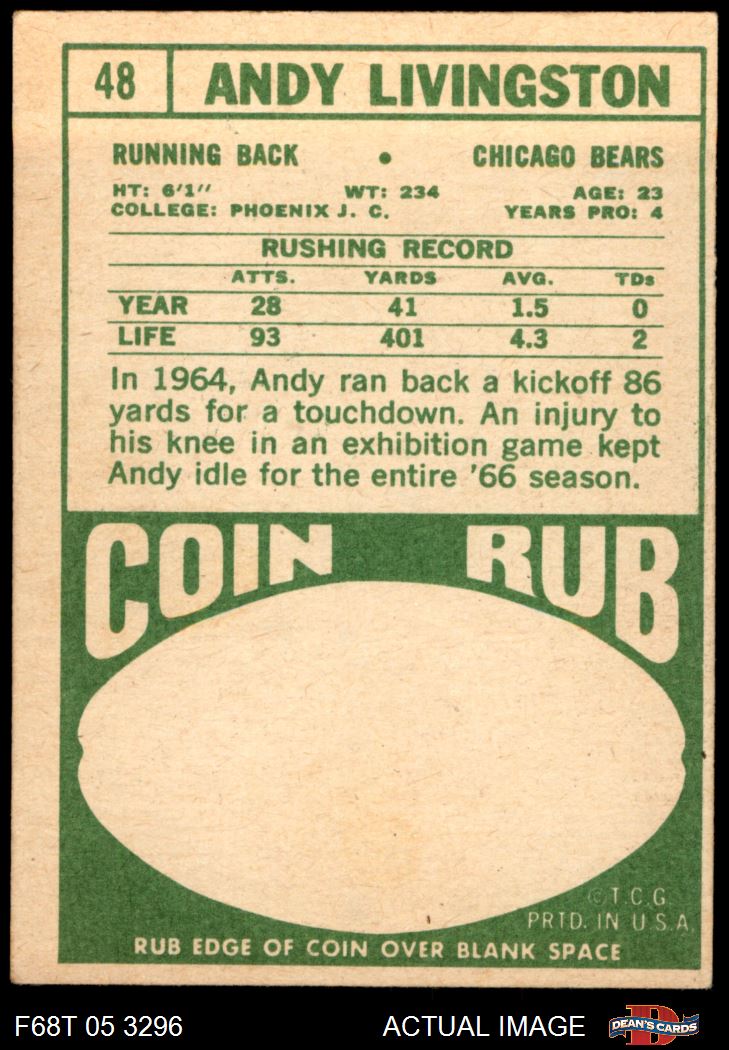 48 ANDY LIVINGSTON
RUNNING BACK • CHICAGO BEARS
HT: 6'1" WT: 234 AGE: 23
COLLEGE: PHOENIX J. C. YEARS PRO: 4
RUSHING RECORD
ATTS. YARDS AVG. TDs
YEAR 28 41 1.5 0
LIFE 93 401 4.3 2
In 1964, Andy ran back a kickoff 86
yards for a touchdown. An injury to
his knee in an exhibition game kept
Andy idle for the entire '66 season.
COIN RUB
© T.C.G.
PRTD. IN U.S.A.
RUB EDGE OF COIN OVER BLANK SPACE
F68T 05 3296 ACTUAL IMAGE D DEAN'S CARDS